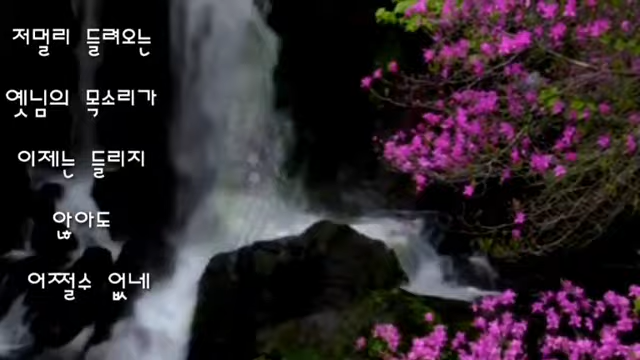 저멀리 들려오는
옛님의 목소리가
이제는 들리지
않아도
어쩔수 없네